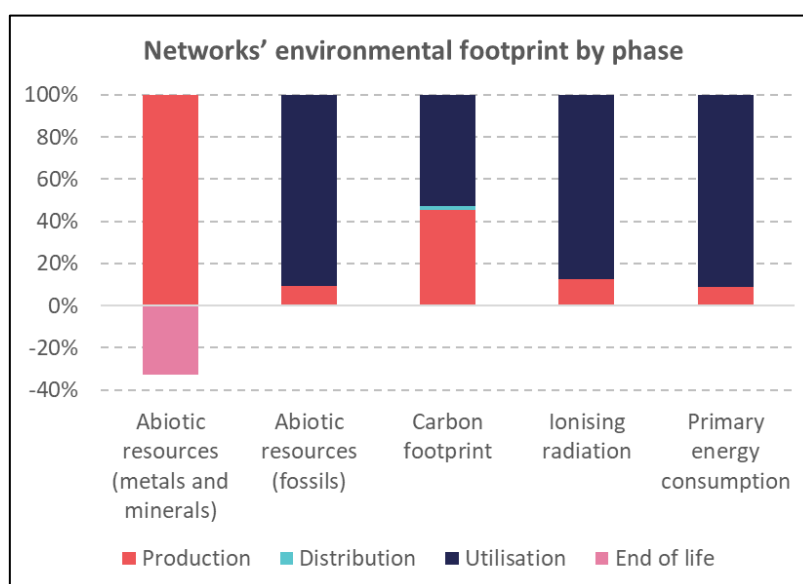 Networks' environmental footprint by phase
100%
80%
60%
40%
20%
0%
-20%
-40%
Abiotic
resources
(metals and
minerals)
Abiotic
resources
(fossils)
Carbon
footprint
Ionising
radiation
Primary
energy
consumption
Production
Distribution
Utilisation
End of life